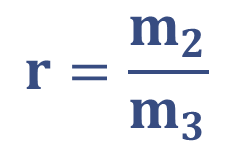 r = m₂ / m₃